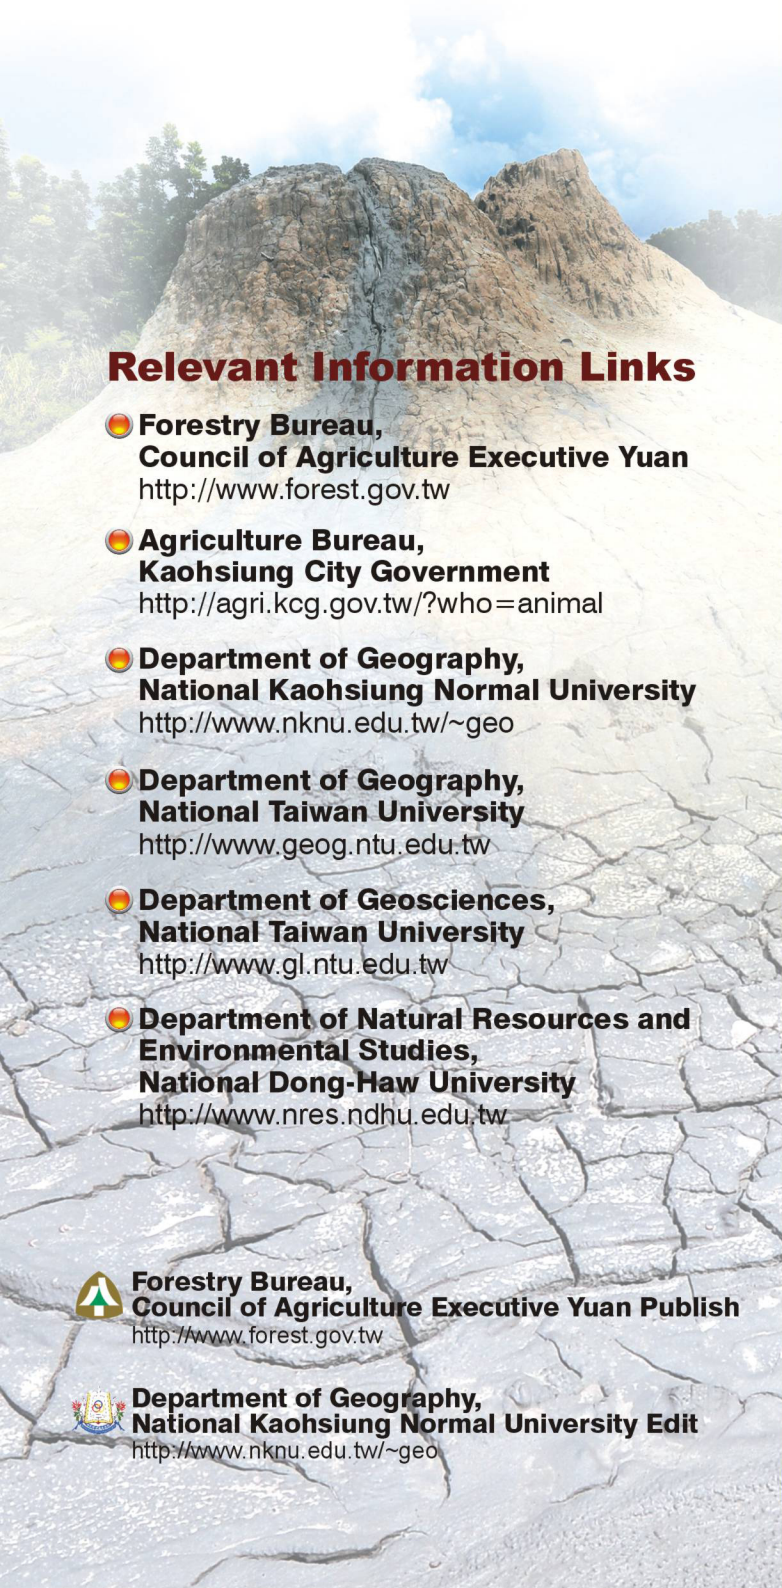 Relevant Information Links
Forestry Bureau,
Council of Agriculture Executive Yuan
http://www.forest.gov.tw
Agriculture Bureau,
Kaohsiung City Government
http://agri.kcg.gov.tw/?who=animal
Department of Geography,
National Kaohsiung Normal University
http://www.nknu.edu.tw/~geo
Department of Geography,
National Taiwan University
http://www.geog.ntu.edu.tw
Department of Geosciences,
National Taiwan University
http://www.gl.ntu.edu.tw
Department of Natural Resources and
Environmental Studies,
National Dong-Haw University
http://www.nres.ndhu.edu.tw
Forestry Bureau,
Council of Agriculture Executive Yuan Publish
http://www.forest.gov.tw
Department of Geography,
National Kaohsiung Normal University Edit
http://www.nknu.edu.tw/~geo